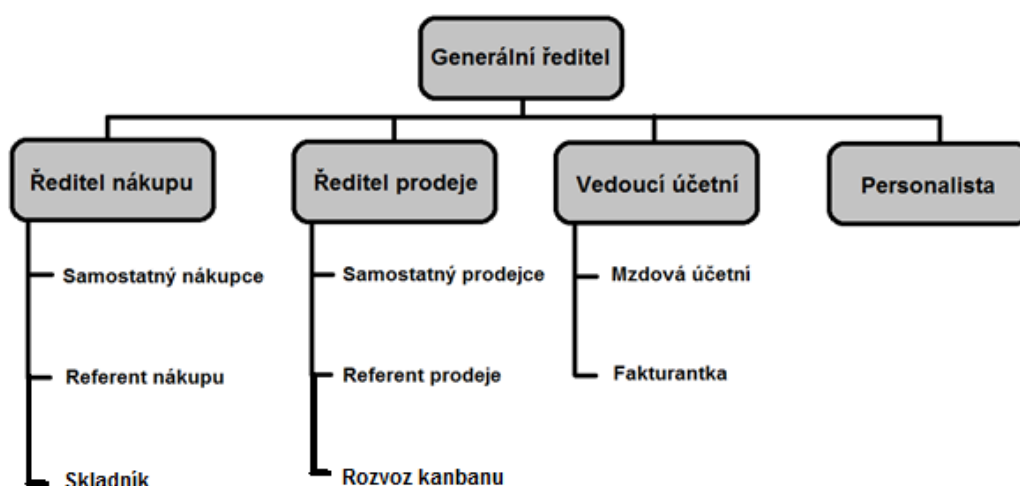 Generální ředitel
Ředitel nákupu
Ředitel prodeje
Vedoucí účetní
Personalista
Samostatný nákupce
Samostatný prodejce
Mzdová účetní
Referent nákupu
Referent prodeje
Fakturantka
Skladník
Rozvoz kanbanu